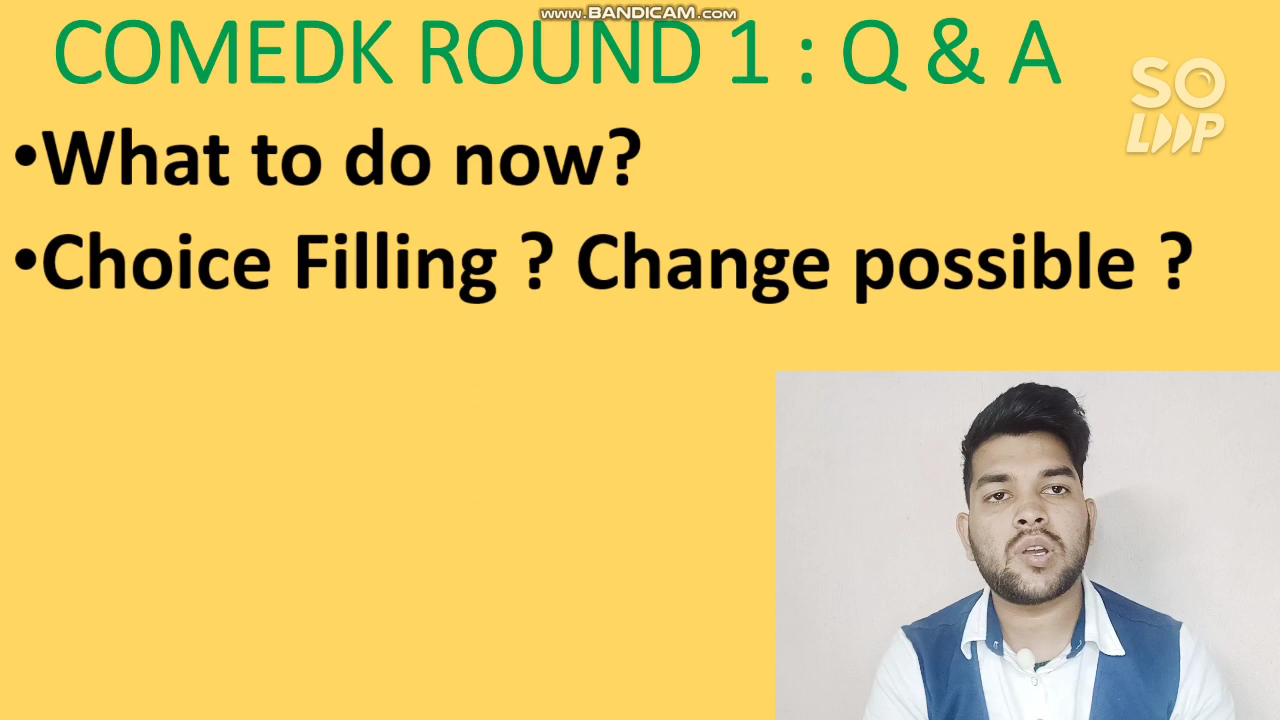 www.BANDICAM.com
COMEDK ROUND 1 : Q & A
SO
LOOP
•What to do now?
•Choice Filling ? Change possible ?